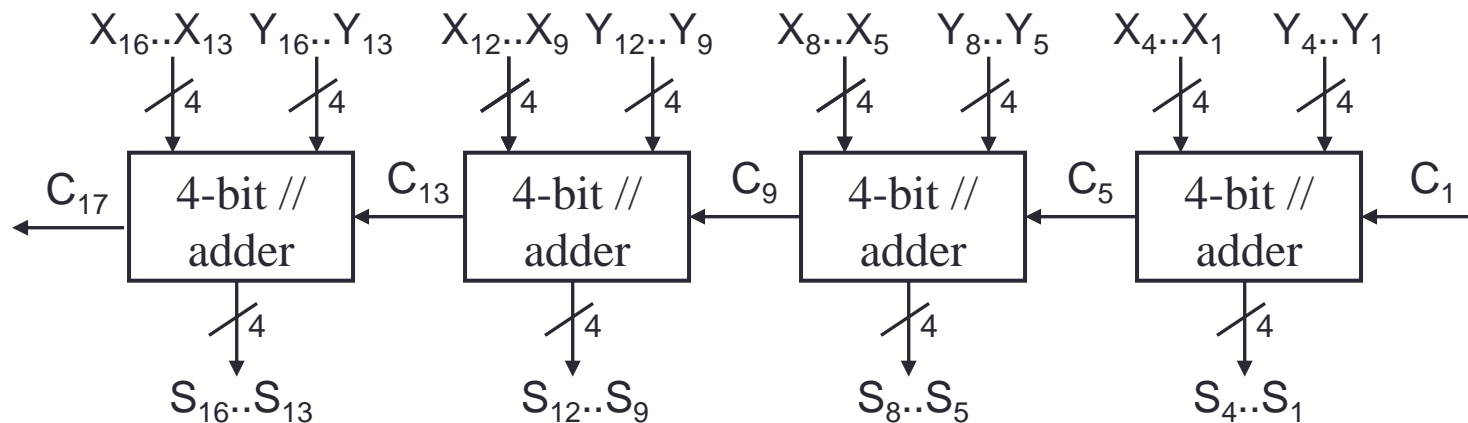 X₁₆..X₁₃ Y₁₆..Y₁₃ X₁₂..X₉ Y₁₂..Y₉ X₈..X₅ Y₈..Y₅ X₄..X₁ Y₄..Y₁
4 4 4 4 4 4 4 4
C₁₇ C₁₃ C₉ C₅ C₁
4-bit // 4-bit // 4-bit // 4-bit //
adder adder adder adder
4 4 4 4
S₁₆..S₁₃ S₁₂..S₉ S₈..S₅ S₄..S₁